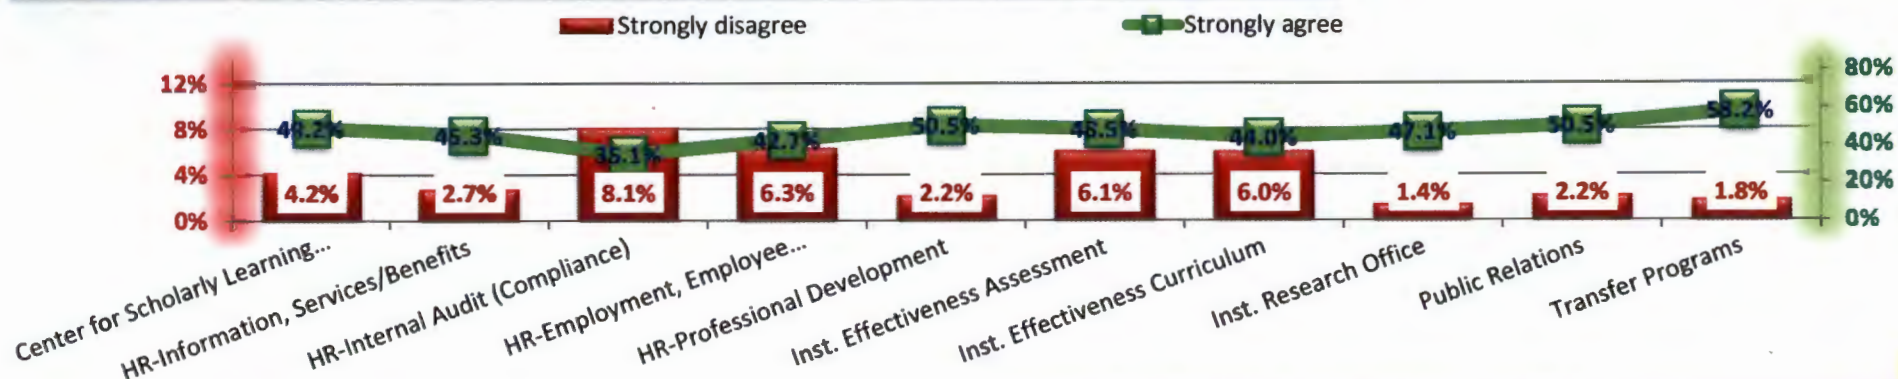 Strongly disagree Strongly agree
12% 80%
8% 60%
4% 40%
0% 20%
0%
45.3% 35.1% 42.7% 50.5% 46.5% 44.0% 47.1% 50.5%
4.2% 2.7% 8.1% 6.3% 2.2% 6.1% 6.0% 1.4% 2.2% 1.8%
Center for Scholarly Learning...
HR-Information, Services/Benefits
HR-Internal Audit (Compliance)
HR-Employment, Employee...
HR-Professional Development
Inst. Effectiveness Assessment
Inst. Effectiveness Curriculum
Inst. Research Office
Public Relations
Transfer Programs